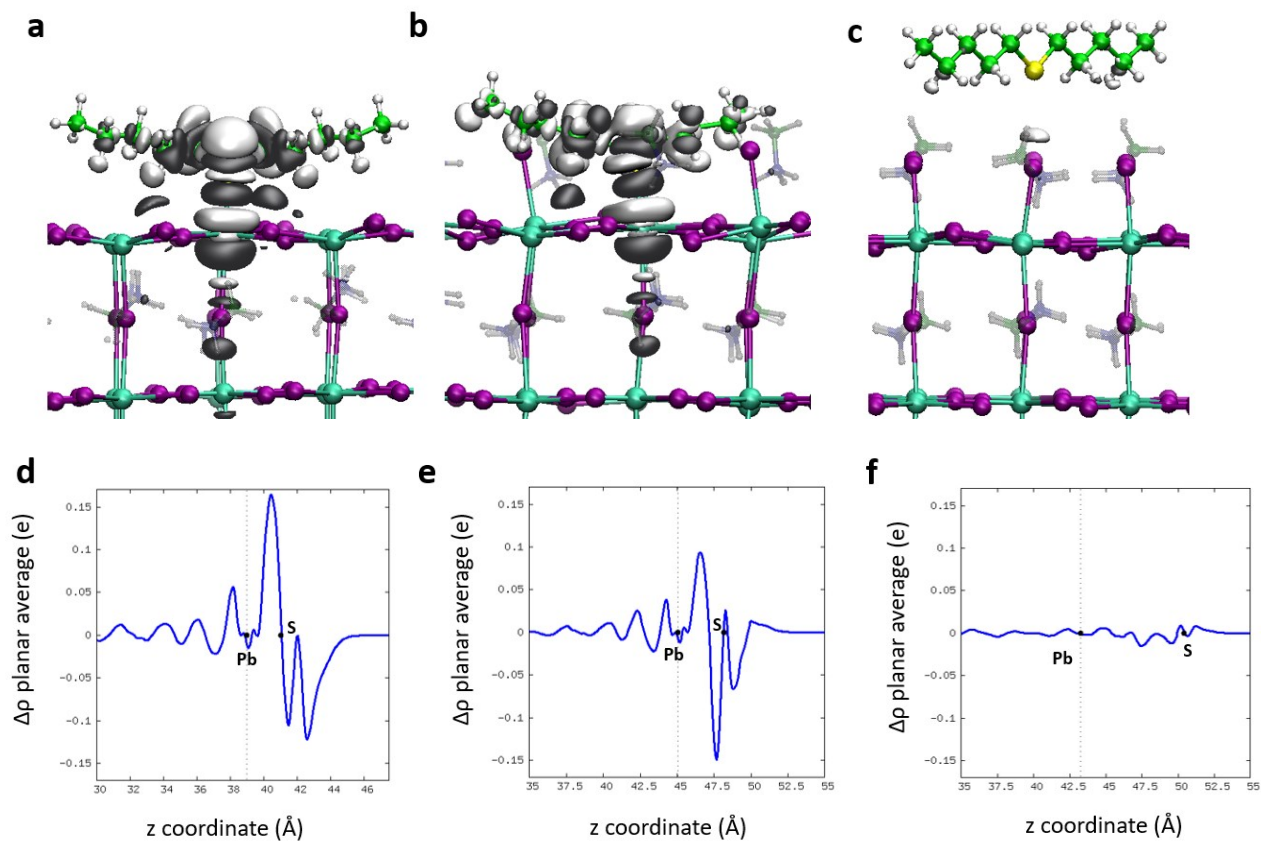 a
b
c
d
e
f
Δρ planar average (e)
0.15
0.1
0.05
0
-0.05
-0.1
-0.15
Pb
S
30 32 34 36 38 40 42 44 46
z coordinate (Å)
Δρ planar average (e)
0.15
0.1
0.05
0
-0.05
-0.1
-0.15
Pb
S
35 37.5 40 42.5 45 47.5 50 52.5 55
z coordinate (Å)
Δρ planar average (e)
0.15
0.1
0.05
0
-0.05
-0.1
-0.15
Pb
S
35 37.5 40 42.5 45 47.5 50 52.5 55
z coordinate (Å)